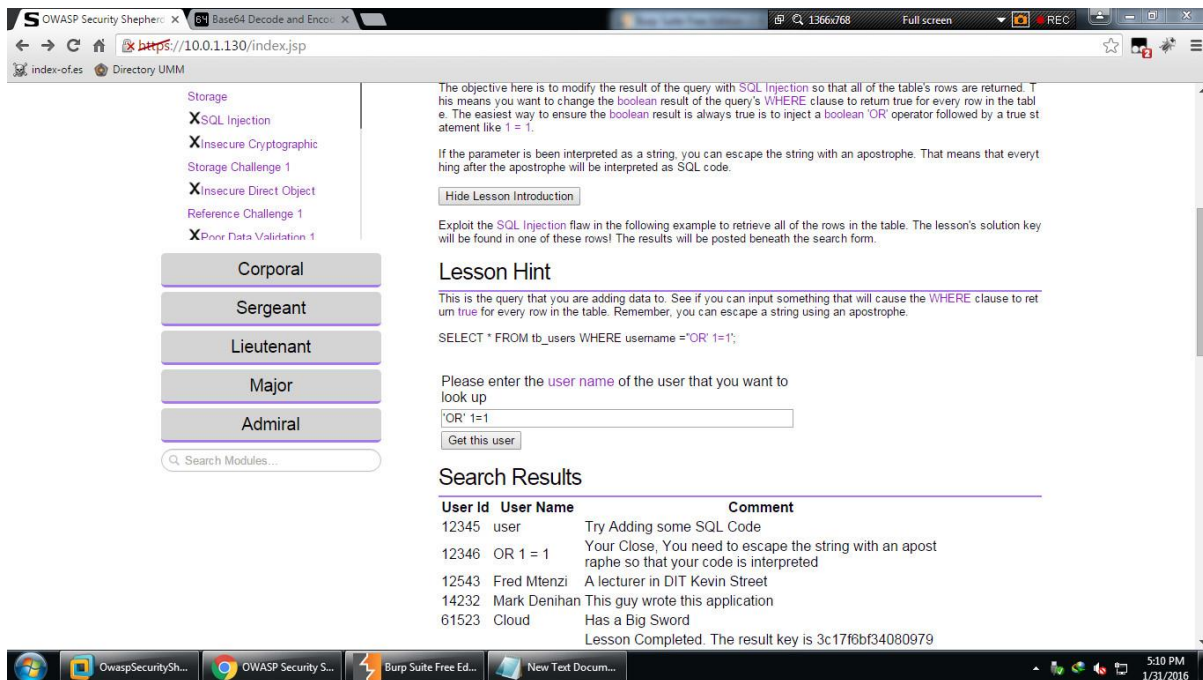 OWASP Security Shepherd
Base64 Decode and Encod
1366x768
Full screen
REC
https://10.0.1.130/index.jsp
index-of.es
Directory UMM
Storage
XSQL Injection
XInsecure Cryptographic
Storage Challenge 1
XInsecure Direct Object
Reference Challenge 1
XPoor Data Validation 1
Corporal
Sergeant
Lieutenant
Major
Admiral
Search Modules...
The objective here is to modify the result of the query with SQL Injection so that all of the table's rows are returned. T
his means you want to change the boolean result of the query's WHERE clause to return true for every row in the tabl
e. The easiest way to ensure the boolean result is always true is to inject a boolean 'OR' operator followed by a true st
atement like 1 = 1.
If the parameter is been interpreted as a string, you can escape the string with an apostrophe. That means that everyt
hing after the apostrophe will be interpreted as SQL code.
Hide Lesson Introduction
Exploit the SQL Injection flaw in the following example to retrieve all of the rows in the table. The lesson's solution key
will be found in one of these rows! The results will be posted beneath the search form.
Lesson Hint
This is the query that you are adding data to. See if you can input something that will cause the WHERE clause to ret
urn true for every row in the table. Remember, you can escape a string using an apostrophe.
SELECT * FROM tb_users WHERE username =''OR' 1=1';
Please enter the user name of the user that you want to
look up
'OR' 1=1
Get this user
Search Results
User Id User Name Comment
12345 user Try Adding some SQL Code
12346 OR 1 = 1 Your Close, You need to escape the string with an apost
raphe so that your code is interpreted
12543 Fred Mtenzi A lecturer in DIT Kevin Street
14232 Mark Denihan This guy wrote this application
61523 Cloud Has a Big Sword
Lesson Completed. The result key is 3c17f6bf34080979
OwaspSecuritySh...
OWASP Security S...
Burp Suite Free Ed...
New Text Docum...
5:10 PM
1/31/2016